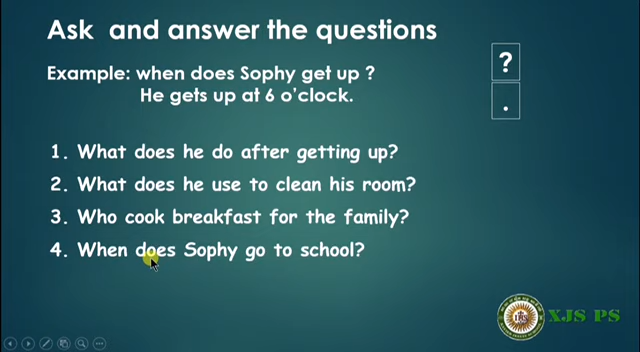 Ask and answer the questions
Example: when does Sophy get up ?
He gets up at 6 o'clock.
?
.
1. What does he do after getting up?
2. What does he use to clean his room?
3. Who cook breakfast for the family?
4. When does Sophy go to school?
XJS PS